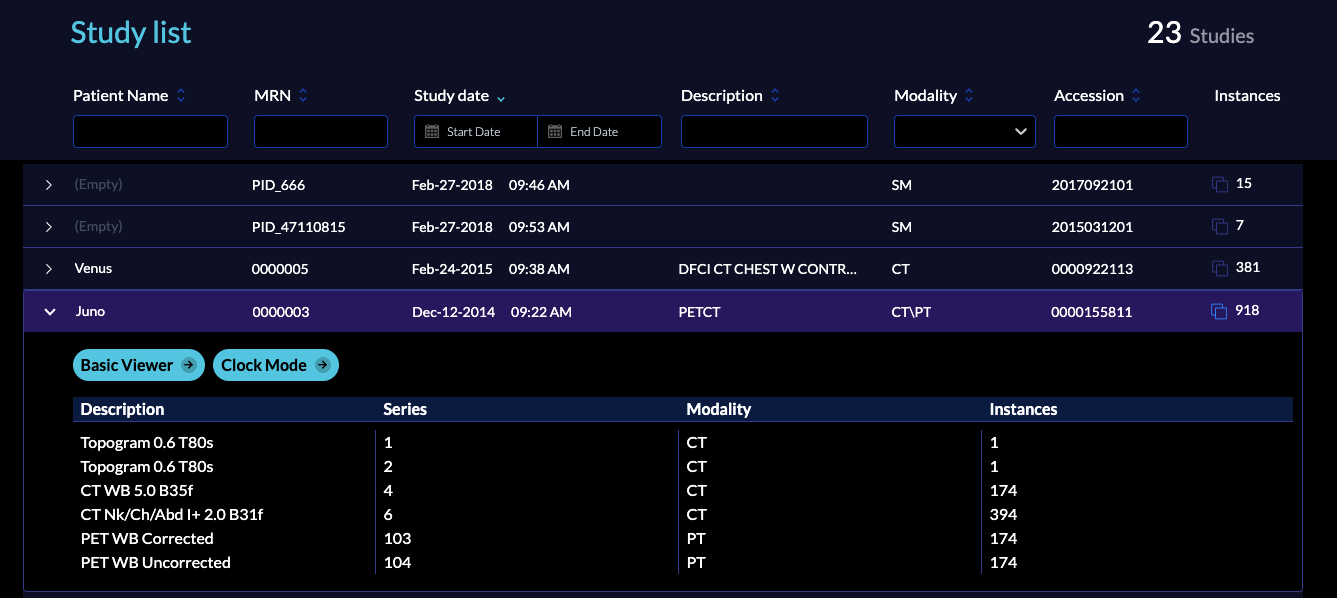 Study list 23 Studies
Patient Name MRN Study date Description Modality Accession Instances
Start Date End Date
(Empty) PID_666 Feb-27-2018 09:46 AM SM 2017092101 15
(Empty) PID_47110815 Feb-27-2018 09:53 AM SM 2015031201 7
Venus 0000005 Feb-24-2015 09:38 AM DFCI CT CHEST W CONTR... CT 0000922113 381
Juno 0000003 Dec-12-2014 09:22 AM PETCT CT\PT 0000155811 918
Basic Viewer Clock Mode
Description Series Modality Instances
Topogram 0.6 T80s 1 CT 1
Topogram 0.6 T80s 2 CT 1
CT WB 5.0 B35f 4 CT 174
CT Nk/Ch/Abd I+ 2.0 B31f 6 CT 394
PET WB Corrected 103 PT 174
PET WB Uncorrected 104 PT 174